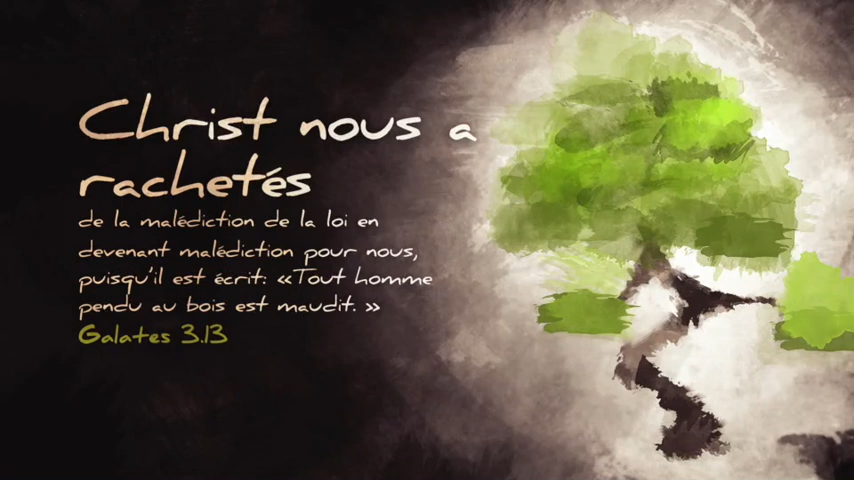 Christ nous a
rachetés
de la malédiction de la loi en
devenant malédiction pour nous,
puisqu'il est écrit: «Tout homme
pendu au bois est maudit. »
Galates 3.13